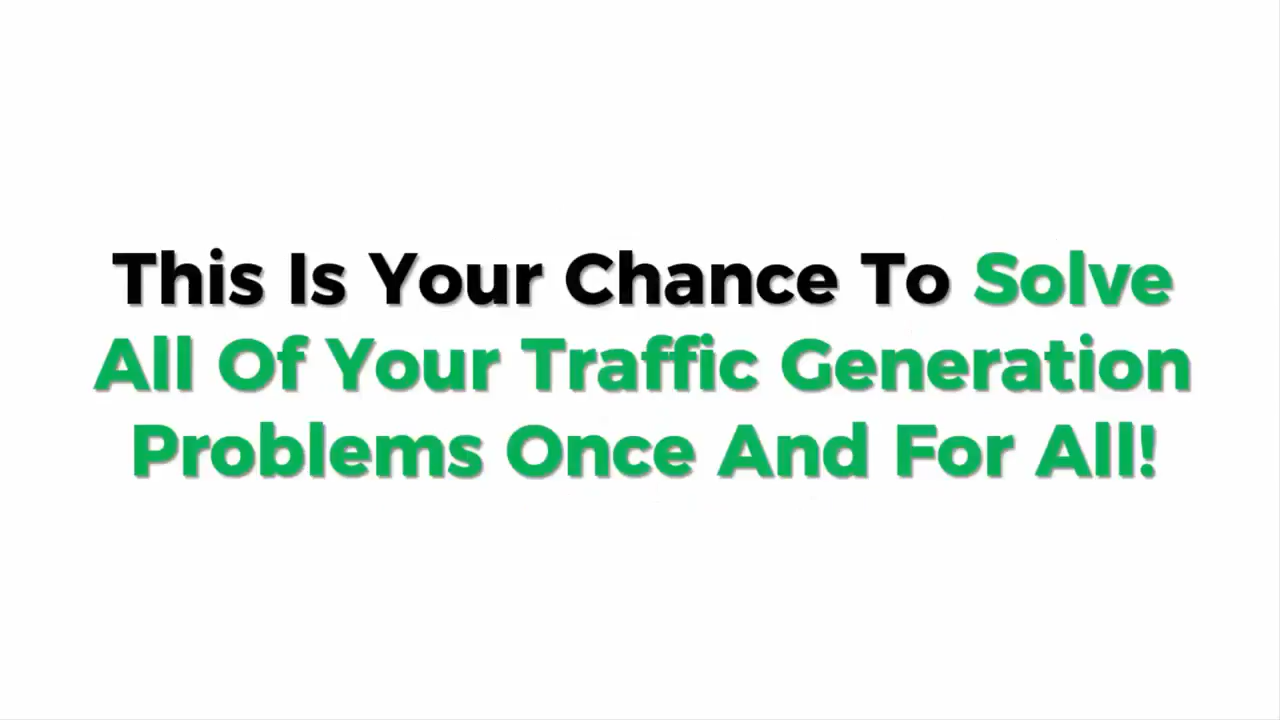 This Is Your Chance To Solve
All Of Your Traffic Generation
Problems Once And For All!